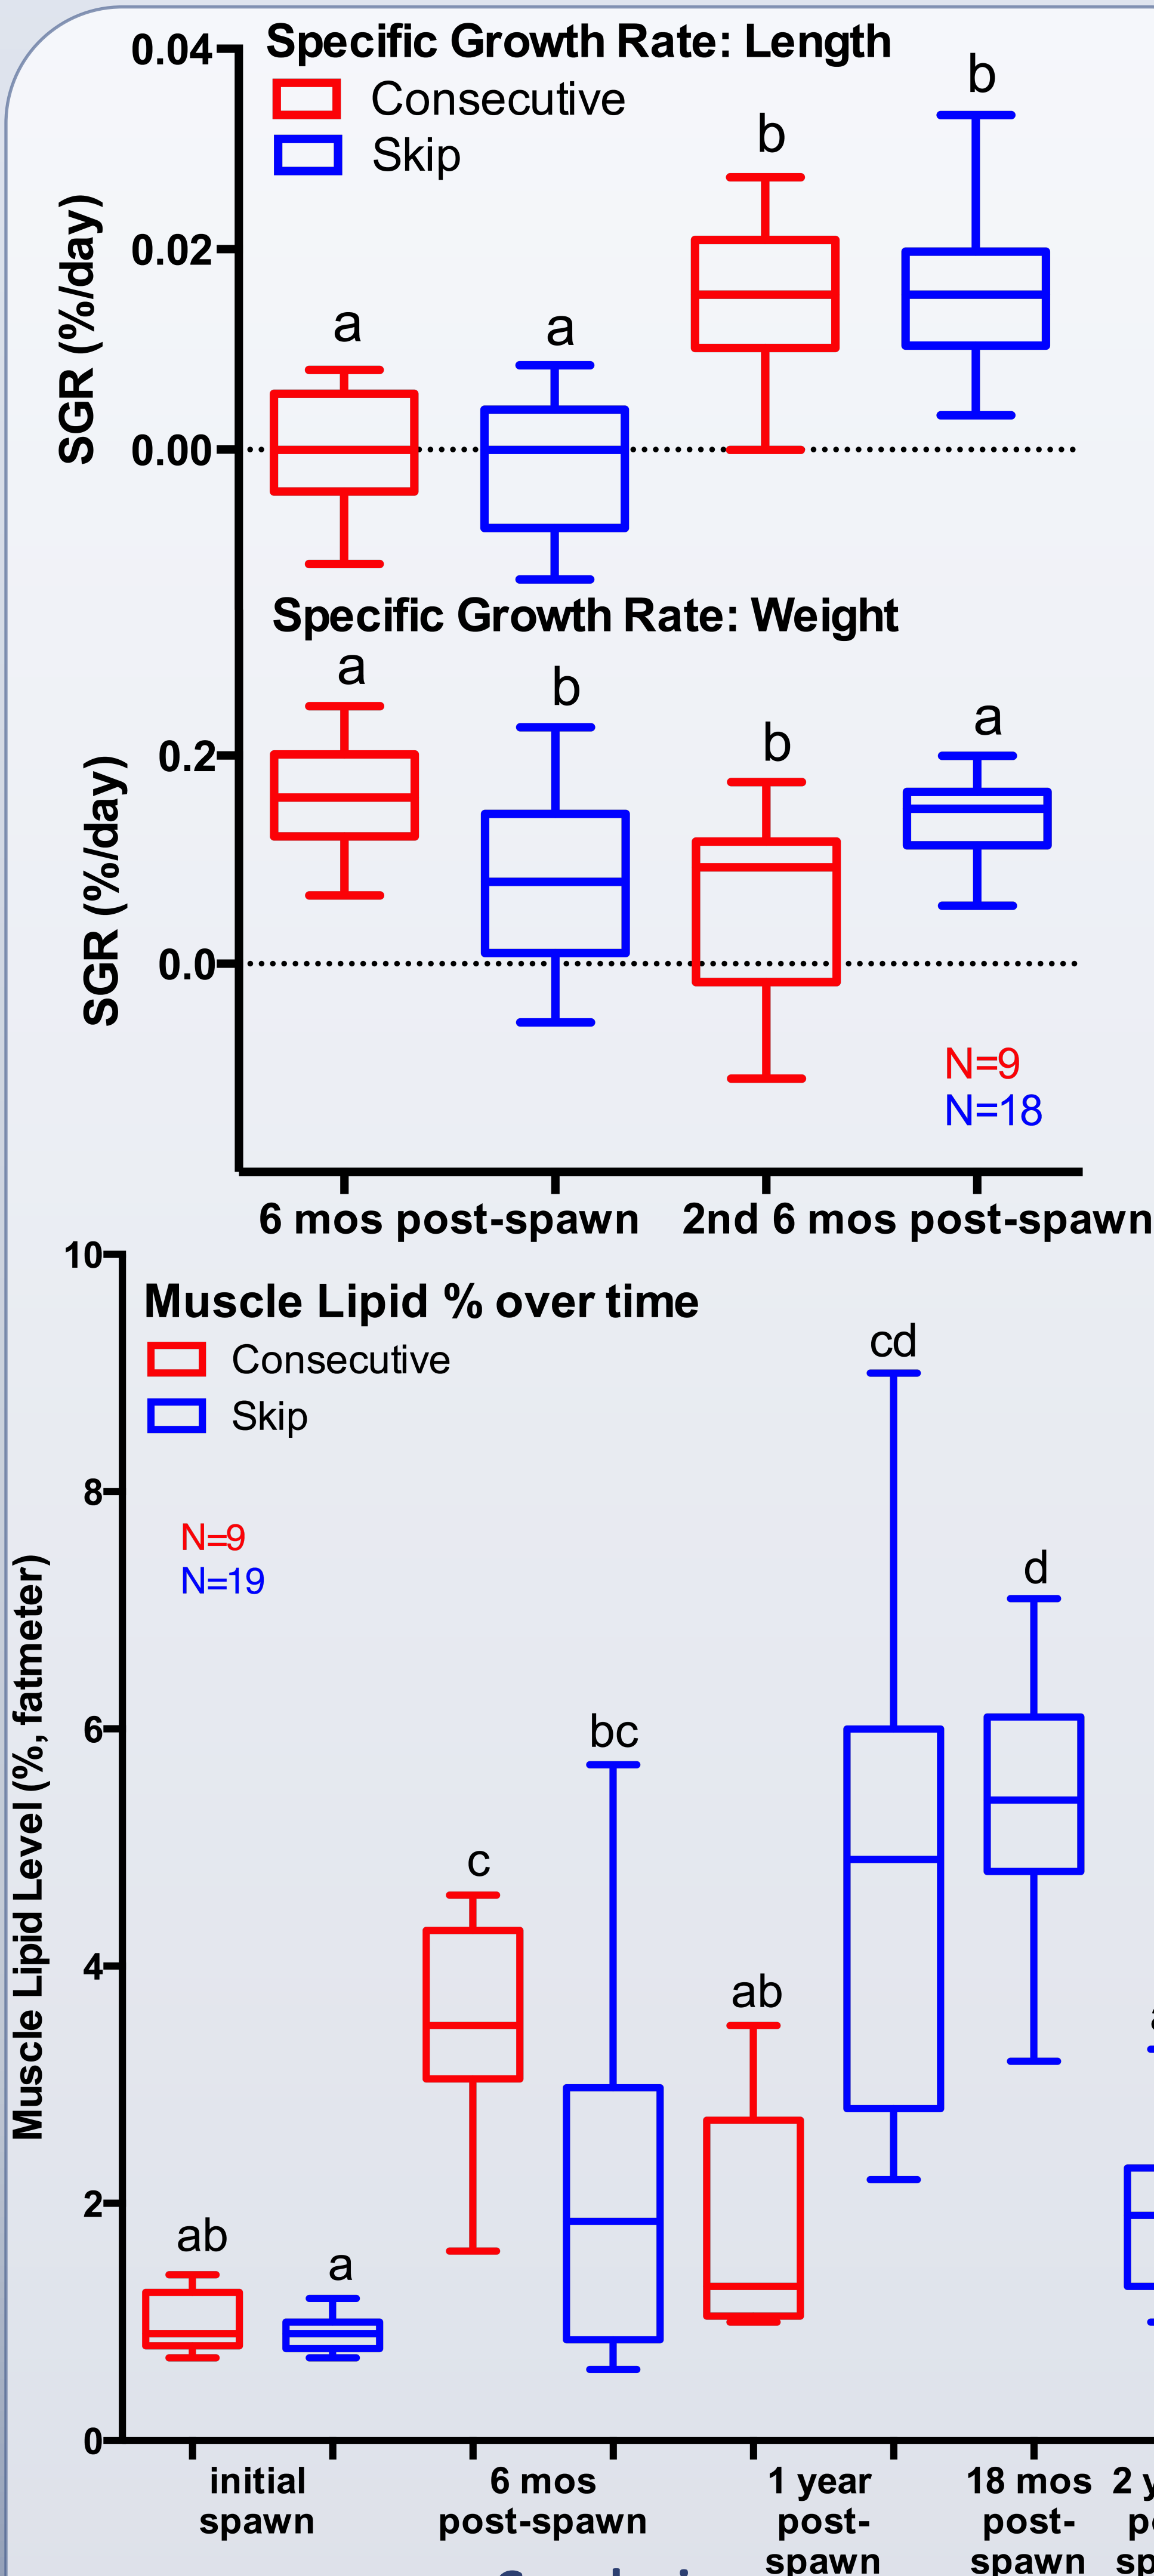 Specific Growth Rate: Length
Consecutive
Skip
SGR (%/day)
0.04
0.02
0.00
a
a
b
b
Specific Growth Rate: Weight
SGR (%/day)
0.2
0.0
a
b
b
a
N=9
N=18
6 mos post-spawn
2nd 6 mos post-spawn
Muscle Lipid % over time
Consecutive
Skip
N=9
N=19
Muscle Lipid Level (%, fatmeter)
10
8
6
4
2
0
ab
a
c
bc
ab
cd
d
initial
spawn
6 mos
post-spawn
1 year
post-
spawn
18 mos
post-
spawn
2